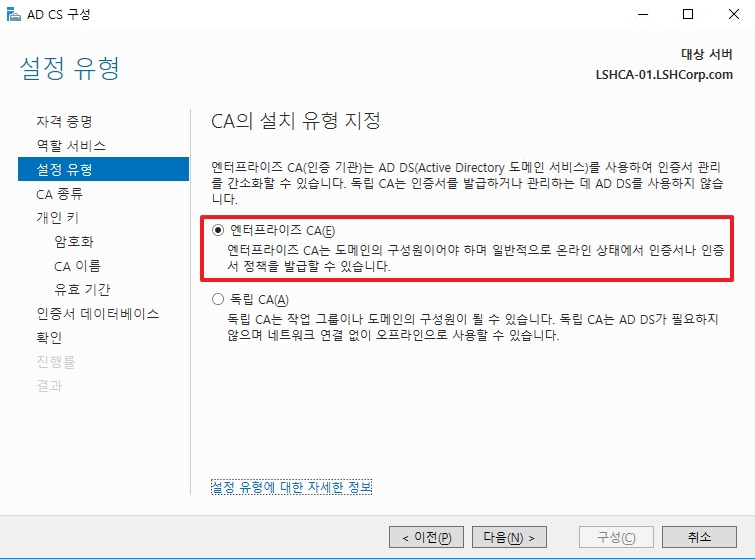 AD CS 구성
설정 유형
대상 서버
LSHCA-01.LSHCorp.com
자격 증명
역할 서비스
설정 유형
CA 종류
개인 키
암호화
CA 이름
유효 기간
인증서 데이터베이스
확인
진행률
결과
CA의 설치 유형 지정
엔터프라이즈 CA(인증 기관)는 AD DS(Active Directory 도메인 서비스)를 사용하여 인증서 관리
를 간소화할 수 있습니다. 독립 CA는 인증서를 발급하거나 관리하는 데 AD DS를 사용하지 않습
니다.
엔터프라이즈 CA(E)
엔터프라이즈 CA는 도메인의 구성원이어야 하며 일반적으로 온라인 상태에서 인증서나 인증
서 정책을 발급할 수 있습니다.
독립 CA(A)
독립 CA는 작업 그룹이나 도메인의 구성원이 될 수 있습니다. 독립 CA는 AD DS가 필요하지
않으며 네트워크 연결 없이 오프라인으로 사용할 수 있습니다.
설정 유형에 대한 자세한 정보
< 이전(P)
다음(N) >
구성(C)
취소